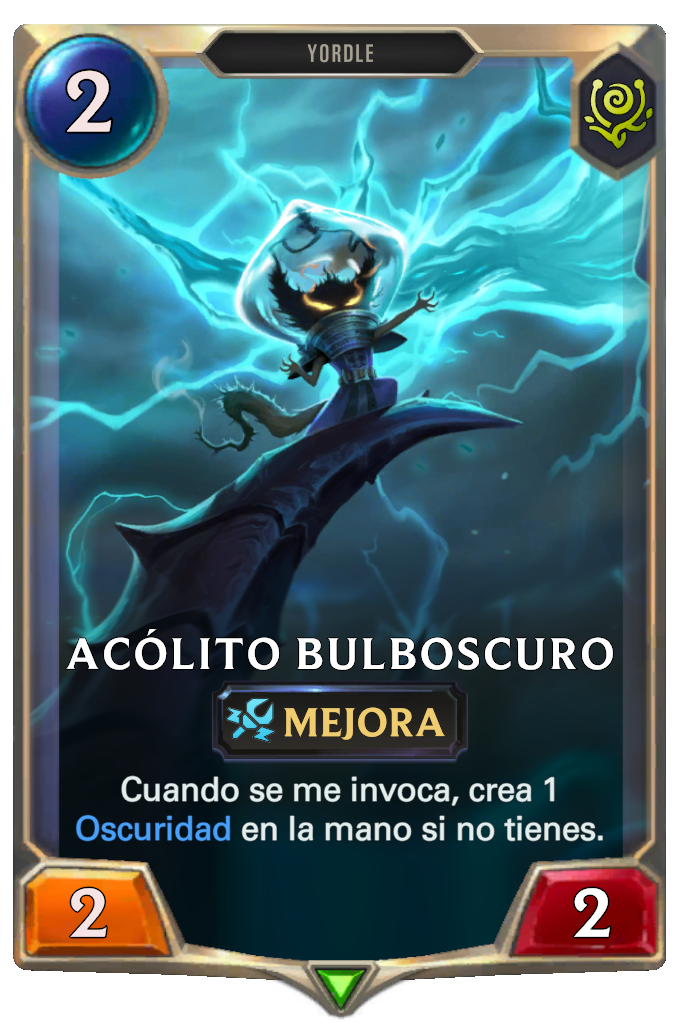 YORDLE
2
ACÓLITO BULBOSCURO
MEJORA
Cuando se me invoca, crea 1
Oscuridad en la mano si no tienes.
2
2